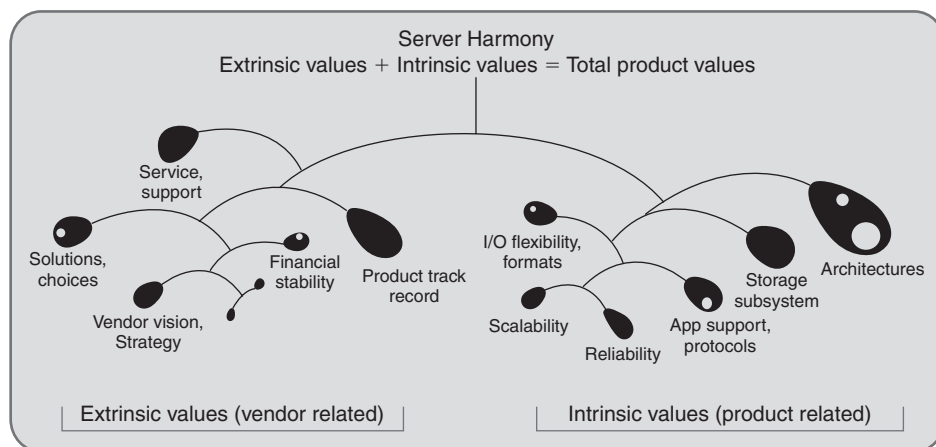 Server Harmony
Extrinsic values + Intrinsic values = Total product values
Service,
support
Solutions,
choices
Financial
stability
Product track
record
Vendor vision,
Strategy
I/O flexibility,
formats
Architectures
Storage
subsystem
Scalability
App support,
protocols
Reliability
Extrinsic values (vendor related)
Intrinsic values (product related)